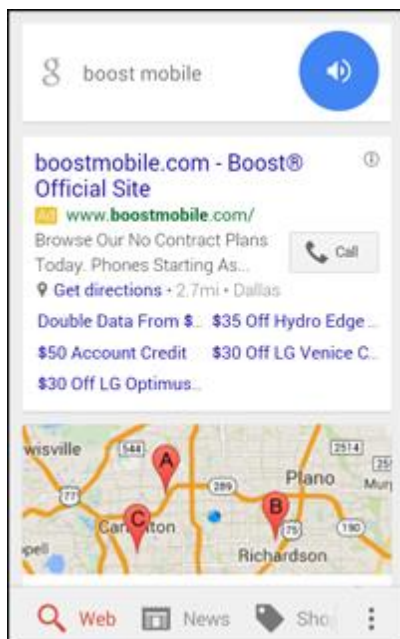 g boost mobile
boostmobile.com - Boost®
Official Site
Ad www.boostmobile.com/
Browse Our No Contract Plans
Today. Phones Starting As...
Call
Get directions • 2.7mi • Dallas
Double Data From $.. $35 Off Hydro Edge..
$50 Account Credit $30 Off LG Venice C..
$30 Off LG Optimus..
wisville 544 2514
A
289 Plano
77 C B 75 190
Richardson
Web News Sho